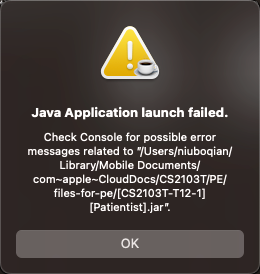 Java Application launch failed.
Check Console for possible error
messages related to "/Users/niuboqian/
Library/Mobile Documents/
com~apple~CloudDocs/CS2103T/PE/
files-for-pe/[CS2103T-T12-1]
[Patientist].jar".
OK